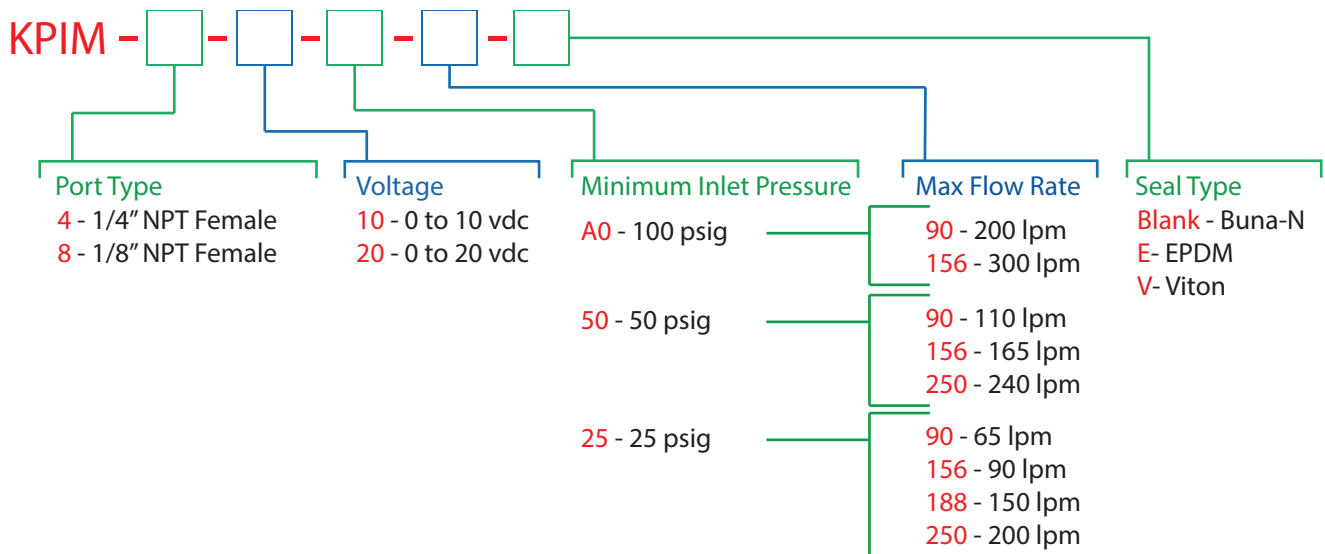 KPIM - - - - -
Port Type
4 - 1/4” NPT Female
8 - 1/8” NPT Female
Voltage
10 - 0 to 10 vdc
20 - 0 to 20 vdc
Minimum Inlet Pressure
A0 - 100 psig
50 - 50 psig
25 - 25 psig
Max Flow Rate
90 - 200 lpm
156 - 300 lpm
90 - 110 lpm
156 - 165 lpm
250 - 240 lpm
90 - 65 lpm
156 - 90 lpm
188 - 150 lpm
250 - 200 lpm
Seal Type
Blank - Buna-N
E- EPDM
V- Viton